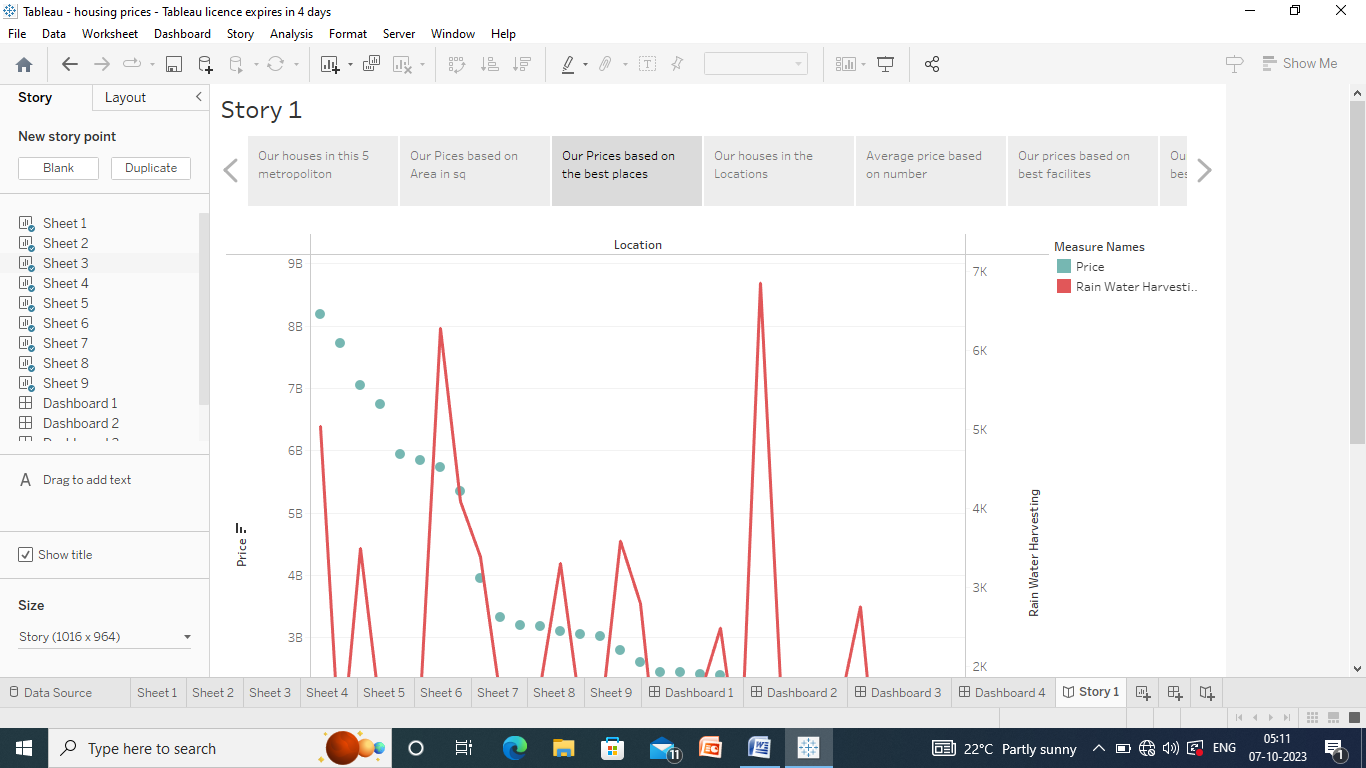 Tableau - housing prices - Tableau licence expires in 4 days
File Data Worksheet Dashboard Story Analysis Format Server Window Help
Show Me
Story Layout
New story point
Blank Duplicate
Sheet 1
Sheet 2
Sheet 3
Sheet 4
Sheet 5
Sheet 6
Sheet 7
Sheet 8
Sheet 9
Dashboard 1
Dashboard 2
A Drag to add text
Show title
Size
Story (1016 x 964)
Story 1
Our houses in this 5
metropoliton
Our Pices based on
Area in sq
Our Prices based on
the best places
Our houses in the
Locations
Average price based
on number
Our prices based on
best facilites
Ou
bes
Location
9B
8B
7B
6B
5B
4B
3B
Price
7K
6K
5K
4K
3K
2K
Rain Water Harvesting
Measure Names
Price
Rain Water Harvesti..
Data Source Sheet 1 Sheet 2 Sheet 3 Sheet 4 Sheet 5 Sheet 6 Sheet 7 Sheet 8 Sheet 9 Dashboard 1 Dashboard 2 Dashboard 3 Dashboard 4 Story 1
Type here to search
11
22°C Partly sunny
ENG
05:11
07-10-2023
1